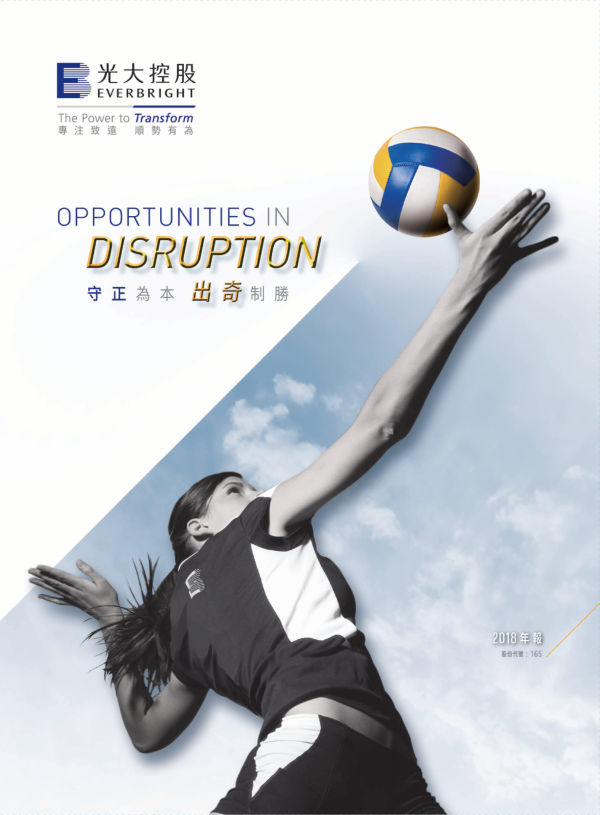 光大控股
EVERBRIGHT
The Power to Transform
專注致遠 順勢有為
OPPORTUNITIES IN
DISRUPTION
守正為本 出奇制勝
2018年報
股份代號：165